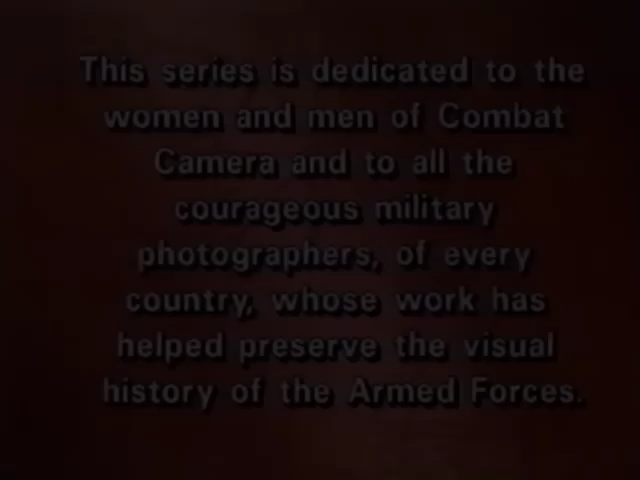 This series is dedicated to the
women and men of Combat
Camera and to all the
courageous military
photographers, of every
country, whose work has
helped preserve the visual
history of the Armed Forces.